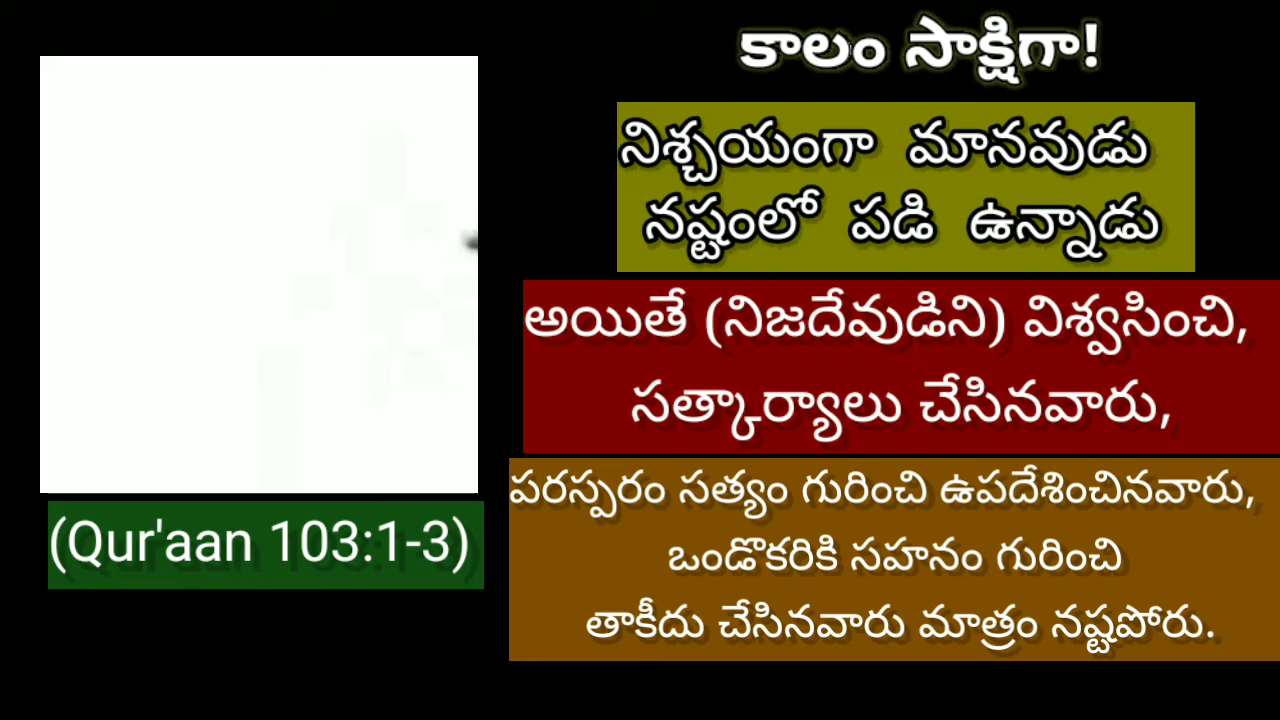 కాలం సాక్షిగా!
నిశ్చయంగా మానవుడు
నష్టంలో పడి ఉన్నాడు
అయితే (నిజదేవుడిని) విశ్వసించి,
సత్కార్యాలు చేసినవారు,
పరస్పరం సత్యం గురించి ఉపదేశించినవారు,
ఒండొకరికి సహనం గురించి
తాకీదు చేసినవారు మాత్రం నష్టపోరు.
(Qur'aan 103:1-3)